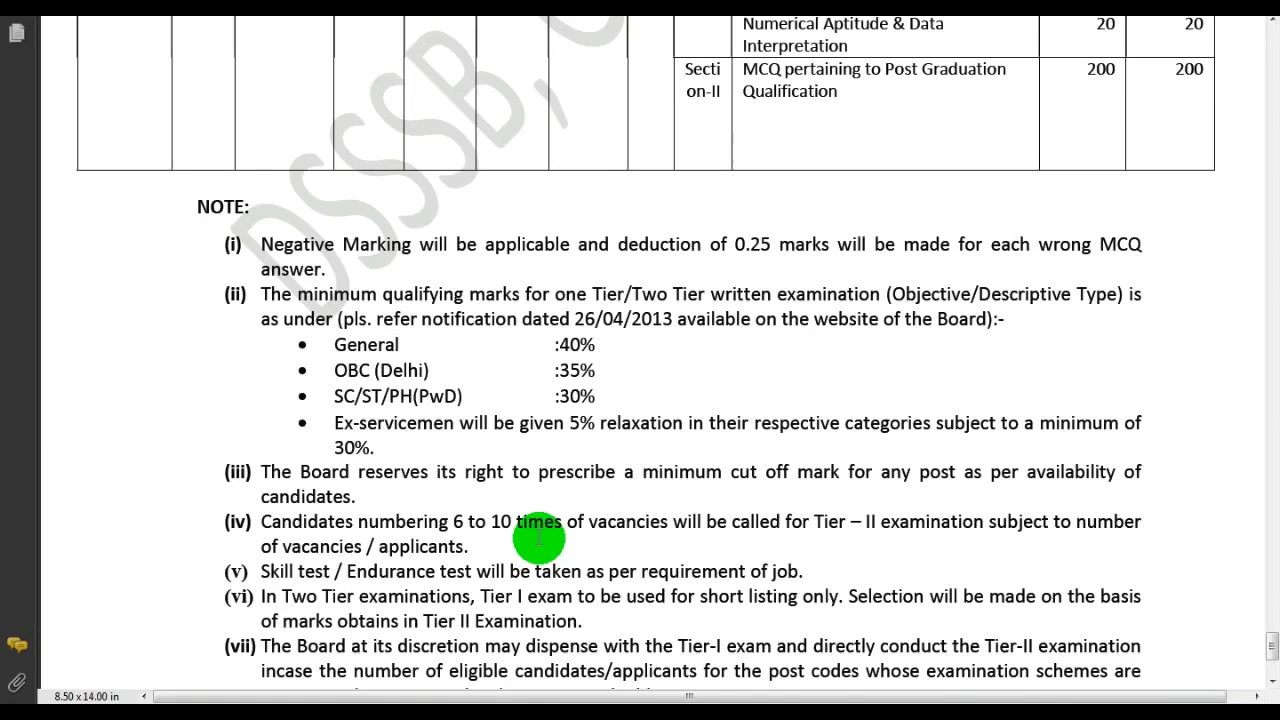 Numerical Aptitude & Data 20 20
Interpretation
Secti MCQ pertaining to Post Graduation 200 200
on-II Qualification
DSSSB,
NOTE:
(i) Negative Marking will be applicable and deduction of 0.25 marks will be made for each wrong MCQ
answer.
(ii) The minimum qualifying marks for one Tier/Two Tier written examination (Objective/Descriptive Type) is
as under (pls. refer notification dated 26/04/2013 available on the website of the Board):-
• General :40%
• OBC (Delhi) :35%
• SC/ST/PH(PwD) :30%
• Ex-servicemen will be given 5% relaxation in their respective categories subject to a minimum of
30%.
(iii) The Board reserves its right to prescribe a minimum cut off mark for any post as per availability of
candidates.
(iv) Candidates numbering 6 to 10 times of vacancies will be called for Tier – II examination subject to number
of vacancies / applicants.
(v) Skill test / Endurance test will be taken as per requirement of job.
(vi) In Two Tier examinations, Tier I exam to be used for short listing only. Selection will be made on the basis
of marks obtains in Tier II Examination.
(vii) The Board at its discretion may dispense with the Tier-I exam and directly conduct the Tier-II examination
incase the number of eligible candidates/applicants for the post codes whose examination schemes are
8.50 x 14.00 in